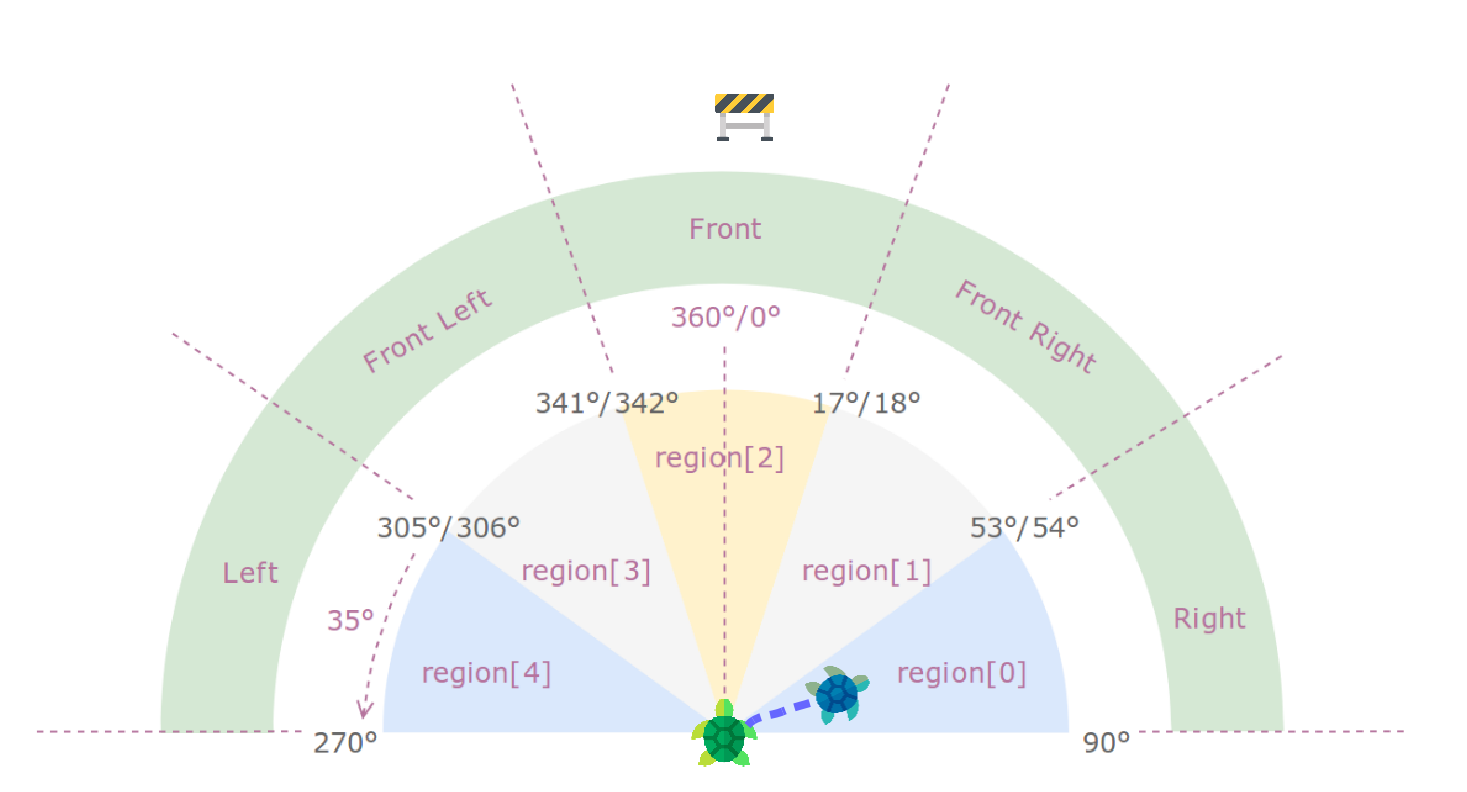 Front
Front Left
Front Right
360°/0°
341°/342°
17°/18°
region[2]
305°/306°
53°/54°
region[3]
region[1]
Left
35°
Right
region[4]
region[0]
270°
90°